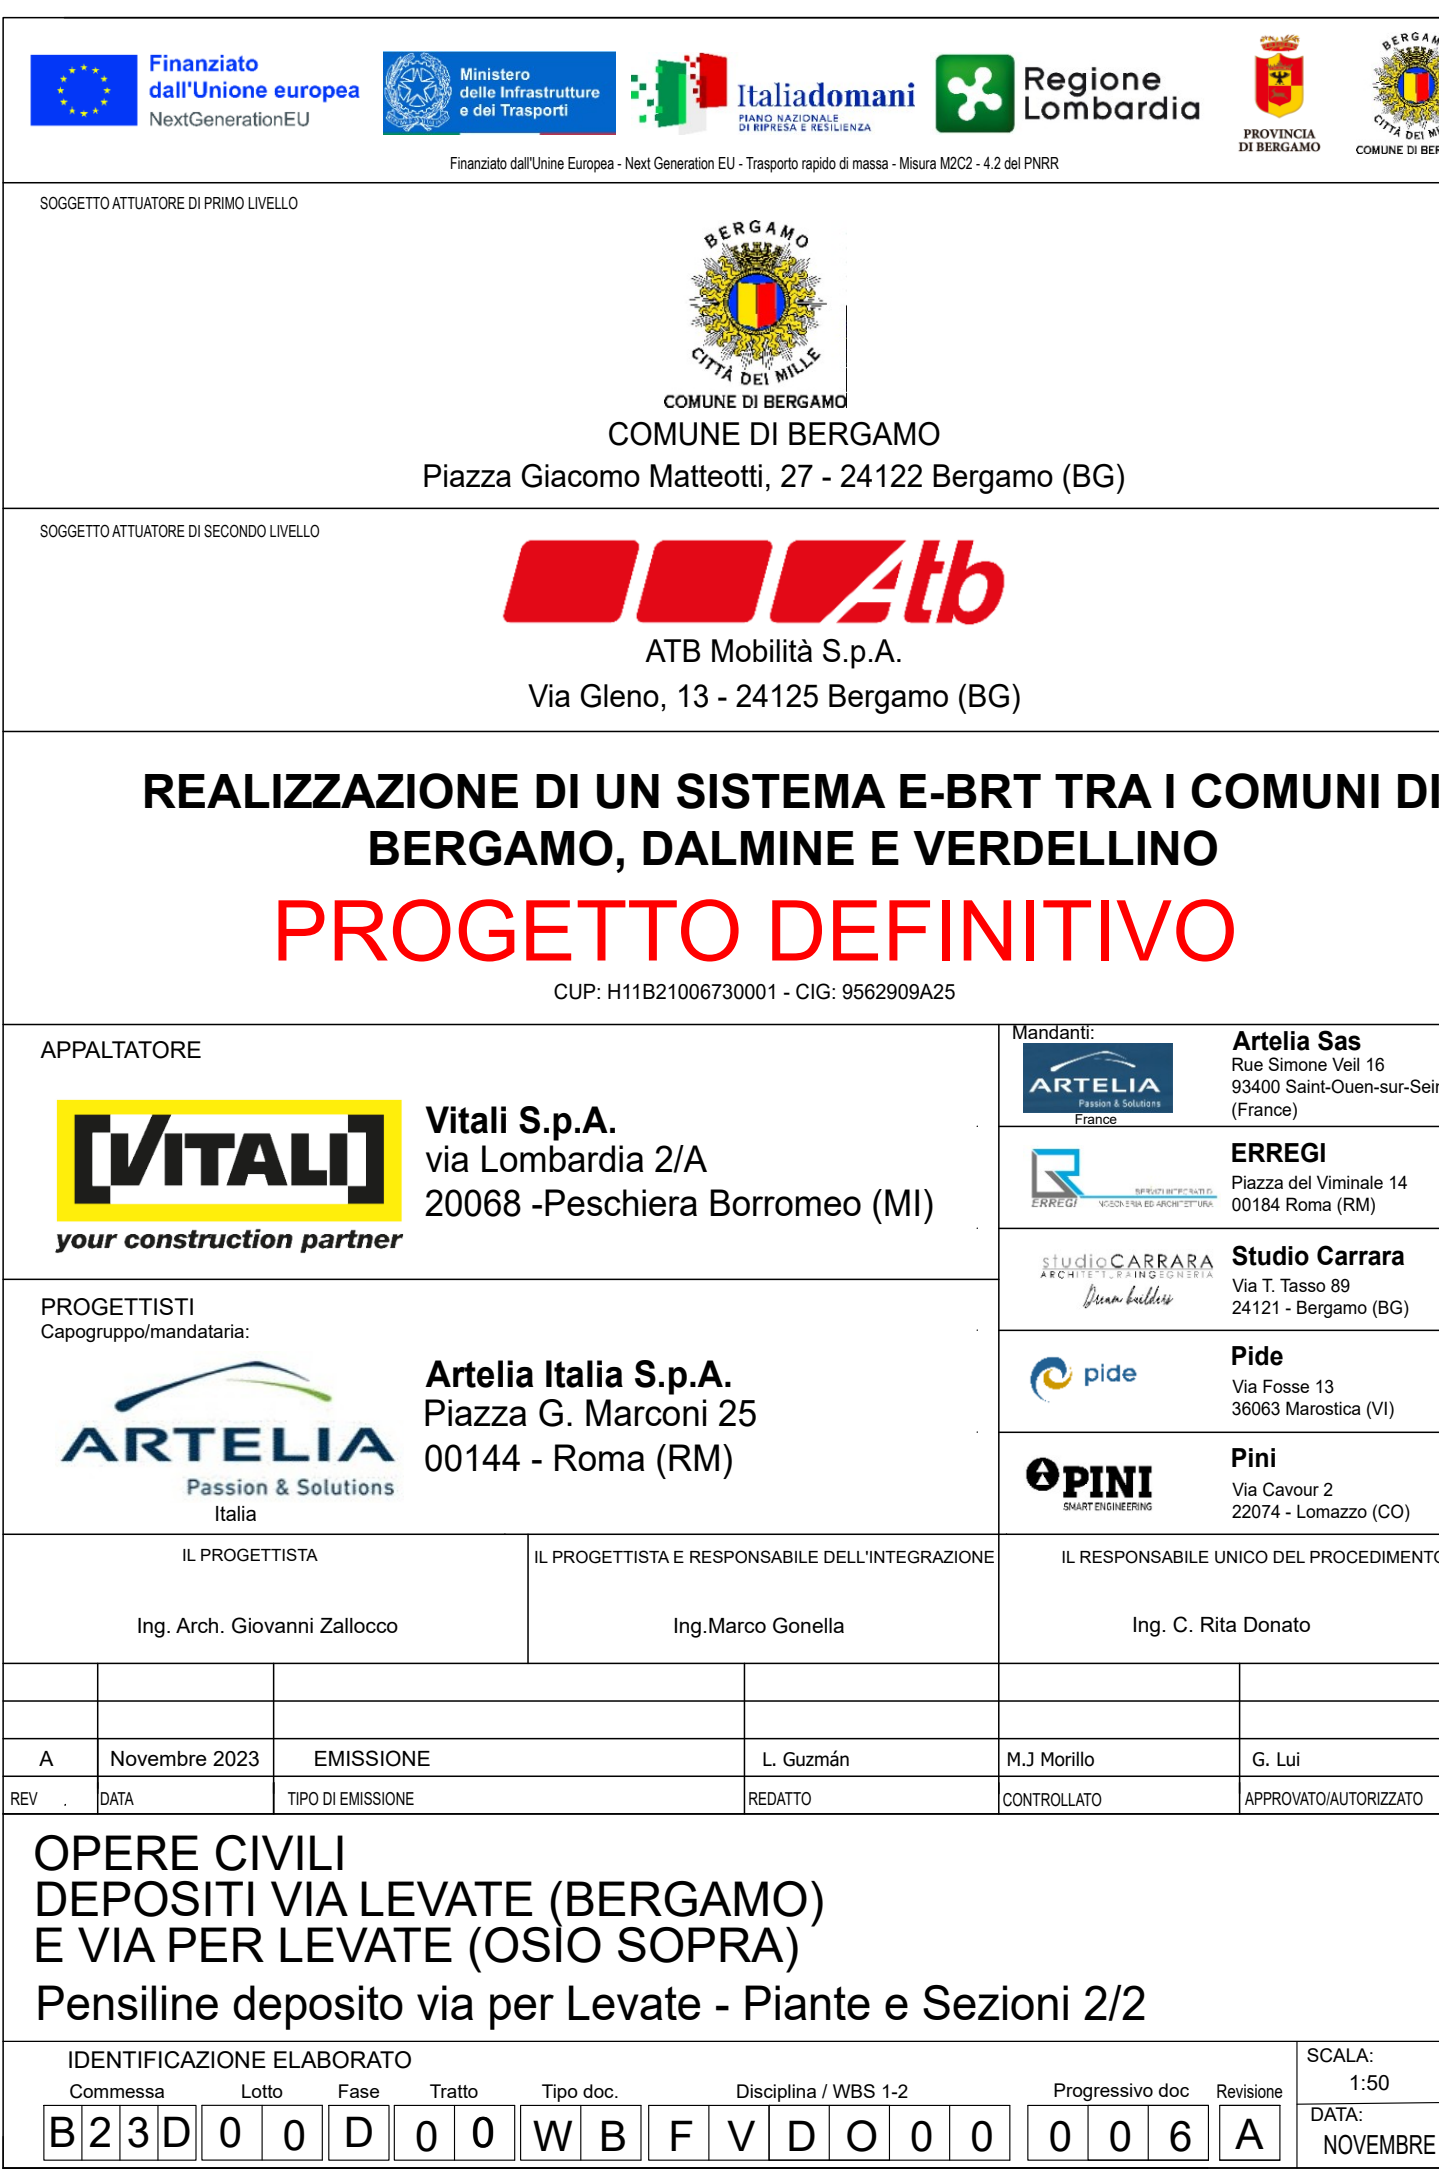 Finanziato
dall'Unione europea
NextGenerationEU
Ministero
delle Infrastrutture
e dei Trasporti
Italiadomani
PIANO NAZIONALE
DI RIPRESA E RESILIENZA
Regione
Lombardia
PROVINCIA
DI BERGAMO
BERGAMO
CITTÀ DEI
COMUNE DI
Finanziato dall'Unine Europea - Next Generation EU - Trasporto rapido di massa - Misura M2C2 - 4.2 del PNRR
SOGGETTO ATTUATORE DI PRIMO LIVELLO
BERGAMO
CITTÀ DEI MILLE
COMUNE DI BERGAMO
COMUNE DI BERGAMO
Piazza Giacomo Matteotti, 27 - 24122 Bergamo (BG)
SOGGETTO ATTUATORE DI SECONDO LIVELLO
Atb
ATB Mobilità S.p.A.
Via Gleno, 13 - 24125 Bergamo (BG)
REALIZZAZIONE DI UN SISTEMA E-BRT TRA I COMUNI DI
BERGAMO, DALMINE E VERDELLINO
PROGETTO DEFINITIVO
CUP: H11B21006730001 - CIG: 9562909A25
APPALTATORE
[VITALI]
your construction partner
Vitali S.p.A.
via Lombardia 2/A
20068 -Peschiera Borromeo (MI)
PROGETTISTI
Capogruppo/mandataria:
ARTELIA
Passion & Solutions
Italia
Artelia Italia S.p.A.
Piazza G. Marconi 25
00144 - Roma (RM)
Mandanti:
ARTELIA
Passion & Solutions
France
Artelia Sas
Rue Simone Veil 16
93400 Saint-Ouen-sur-Sein
(France)
ERREGI
SERVIZI INTEGRATI DI
INGEGNERIA ED ARCHITETTURA
ERREGI
Piazza del Viminale 14
00184 Roma (RM)
studioCARRARA
ARCHITETTURAINGEGNERIA
Dream builders
Studio Carrara
Via T. Tasso 89
24121 - Bergamo (BG)
pide
Pide
Via Fosse 13
36063 Marostica (VI)
PINI
SMART ENGINEERING
Pini
Via Cavour 2
22074 - Lomazzo (CO)
IL PROGETTISTA
Ing. Arch. Giovanni Zallocco
IL PROGETTISTA E RESPONSABILE DELL'INTEGRAZIONE
Ing.Marco Gonella
IL RESPONSABILE UNICO DEL PROCEDIMENTO
Ing. C. Rita Donato
A Novembre 2023 EMISSIONE L. Guzmán M.J Morillo G. Lui
REV . DATA TIPO DI EMISSIONE REDATTO CONTROLLATO APPROVATO/AUTORIZZATO
OPERE CIVILI
DEPOSITI VIA LEVATE (BERGAMO)
E VIA PER LEVATE (OSIO SOPRA)
Pensiline deposito via per Levate - Piante e Sezioni 2/2
IDENTIFICAZIONE ELABORATO
Commessa Lotto Fase Tratto Tipo doc. Disciplina / WBS 1-2 Progressivo doc Revisione
B 2 3 D 0 0 D 0 0 W B F V D O 0 0 0 0 6 A
SCALA:
1:50
DATA:
NOVEMBRE